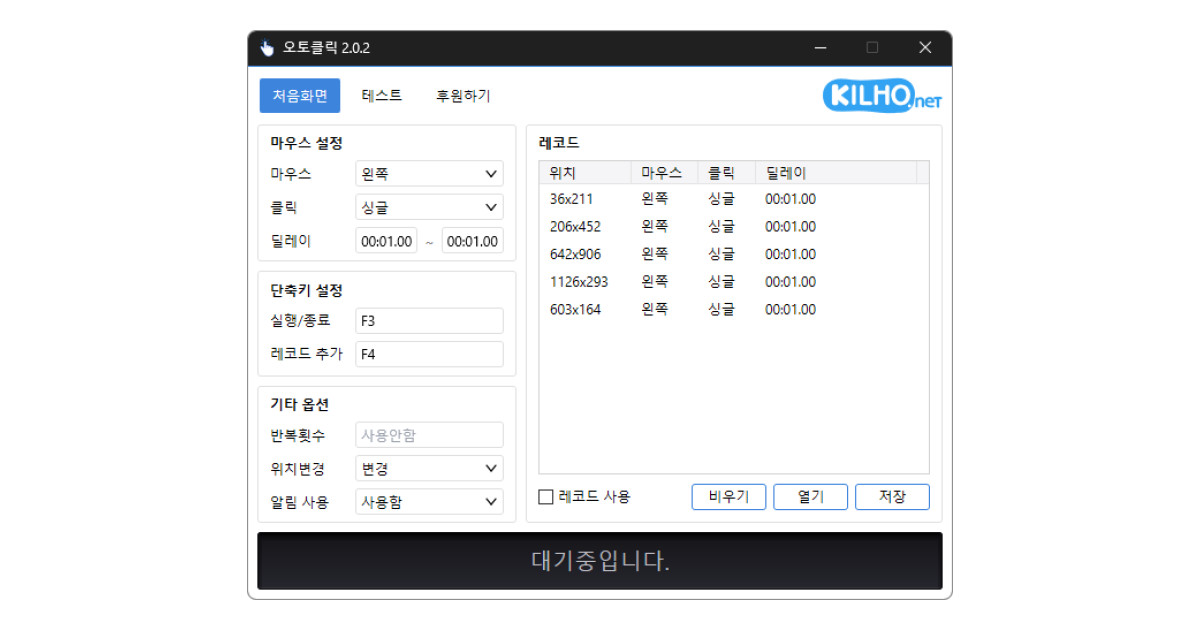 오토클릭 2.0.2
처음화면 테스트 후원하기
KILHO.net
마우스 설정
마우스 왼쪽
클릭 싱글
딜레이 00:01.00 ~ 00:01.00
단축키 설정
실행/종료 F3
레코드 추가 F4
기타 옵션
반복횟수 사용안함
위치변경 변경
알림 사용 사용함
레코드
위치 마우스 클릭 딜레이
36x211 왼쪽 싱글 00:01.00
206x452 왼쪽 싱글 00:01.00
642x906 왼쪽 싱글 00:01.00
1126x293 왼쪽 싱글 00:01.00
603x164 왼쪽 싱글 00:01.00
레코드 사용 비우기 열기 저장
대기중입니다.